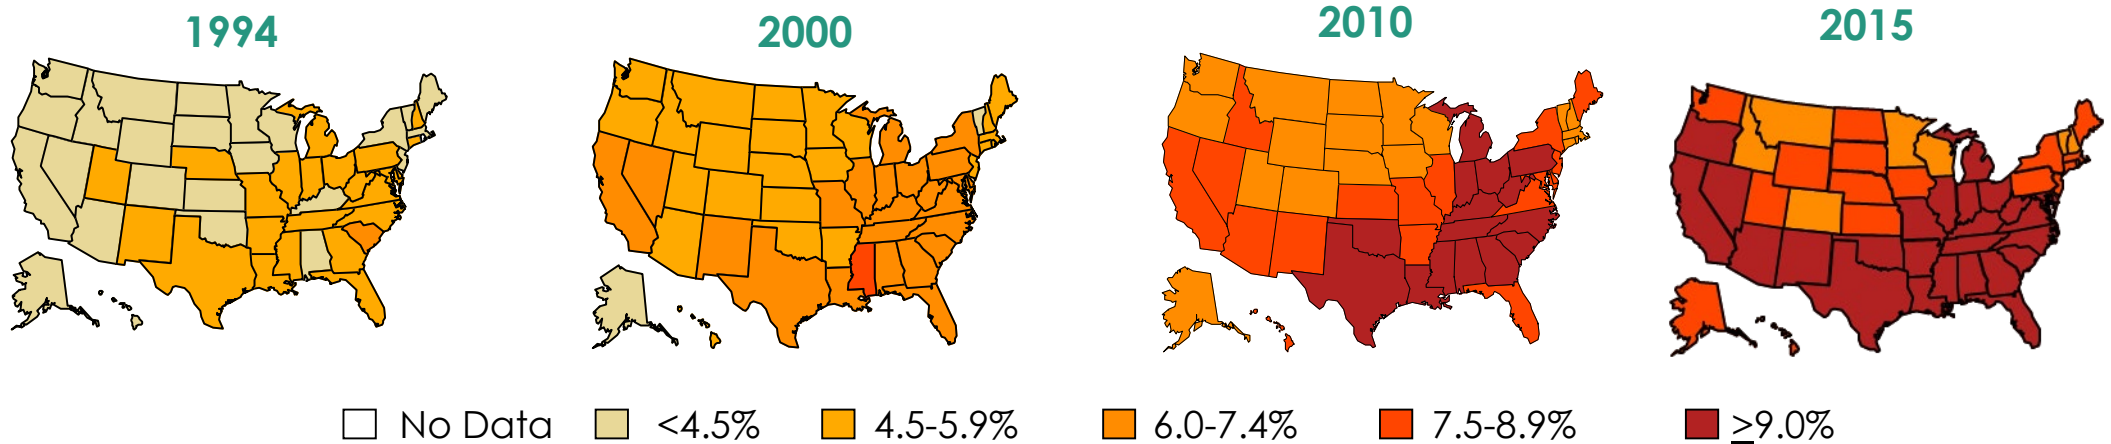 1994 2000 2010 2015
No Data <4.5% 4.5-5.9% 6.0-7.4% 7.5-8.9% ≥9.0%